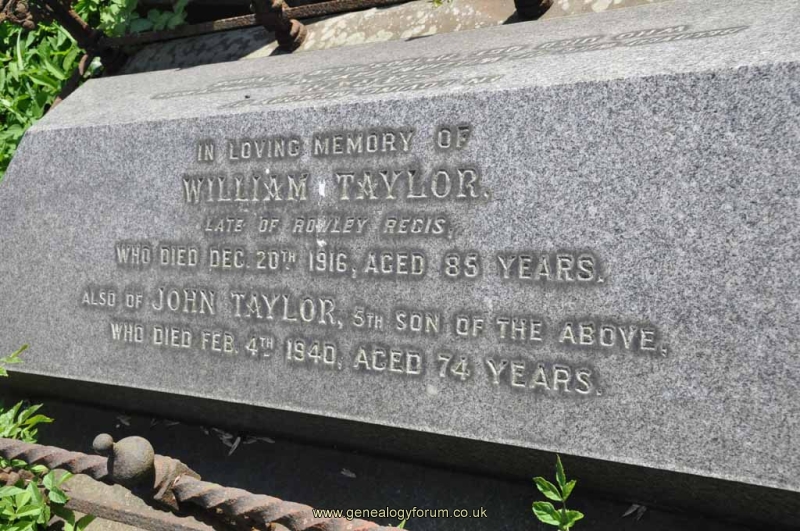 IN LOVING MEMORY OF
WILLIAM TAYLOR.
LATE OF ROWLEY REGIS,
WHO DIED DEC. 20TH 1916, AGED 85 YEARS.
ALSO OF JOHN TAYLOR, 5TH SON OF THE ABOVE,
WHO DIED FEB. 4TH 1940, AGED 74 YEARS.
www.genealogyforum.co.uk